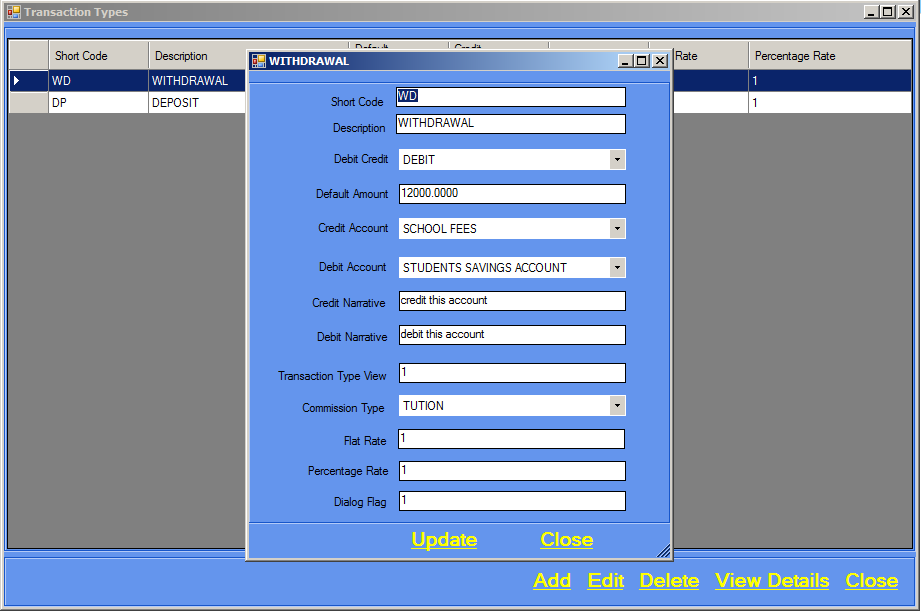 Transaction Types
Short Code Description Rate Percentage Rate
WD WITHDRAWAL 1
DP DEPOSIT 1
WITHDRAWAL
Short Code WD
Description WITHDRAWAL
Debit Credit DEBIT
Default Amount 12000.0000
Credit Account SCHOOL FEES
Debit Account STUDENTS SAVINGS ACCOUNT
Credit Narrative credit this account
Debit Narrative debit this account
Transaction Type View 1
Commission Type TUTION
Flat Rate 1
Percentage Rate 1
Dialog Flag 1
Update Close
Add Edit Delete View Details Close